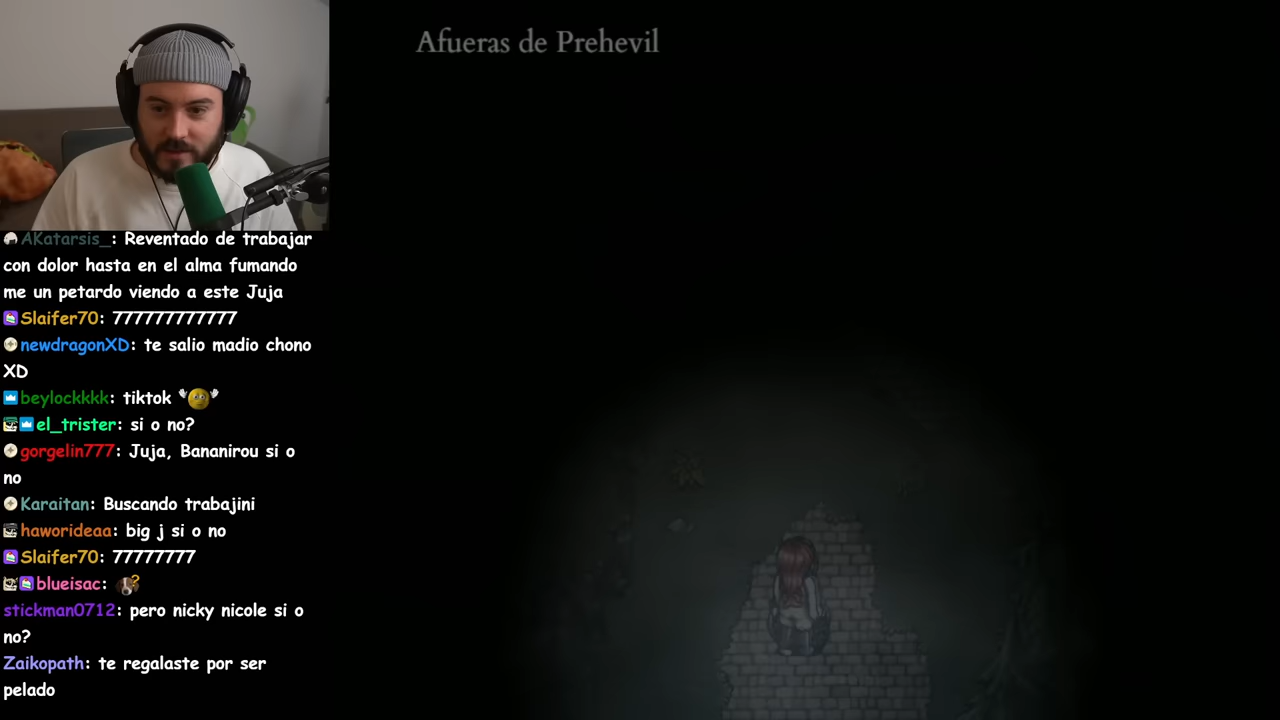 Afueras de Prehevil
AKatarsis_: Reventado de trabajar
con dolor hasta en el alma fumando
me un petardo viendo a este Juja
Slaifer70: 777777777777
newdragonXD: te salio madio chono
XD
beylockkkk: tiktok
el_trister: si o no?
gorgelin777: Juja, Bananirou si o
no
Karaitan: Buscando trabajini
haworideaa: big j si o no
Slaifer70: 77777777
blueisac:
stickman0712: pero nicky nicole si o
no?
Zaikopath: te regalaste por ser
pelado